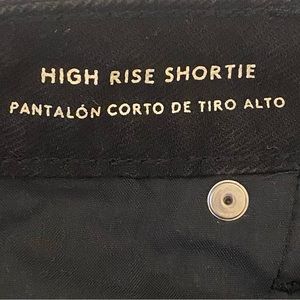 HIGH RISE SHORTIE
PANTALÓN CORTO DE TIRO ALTO